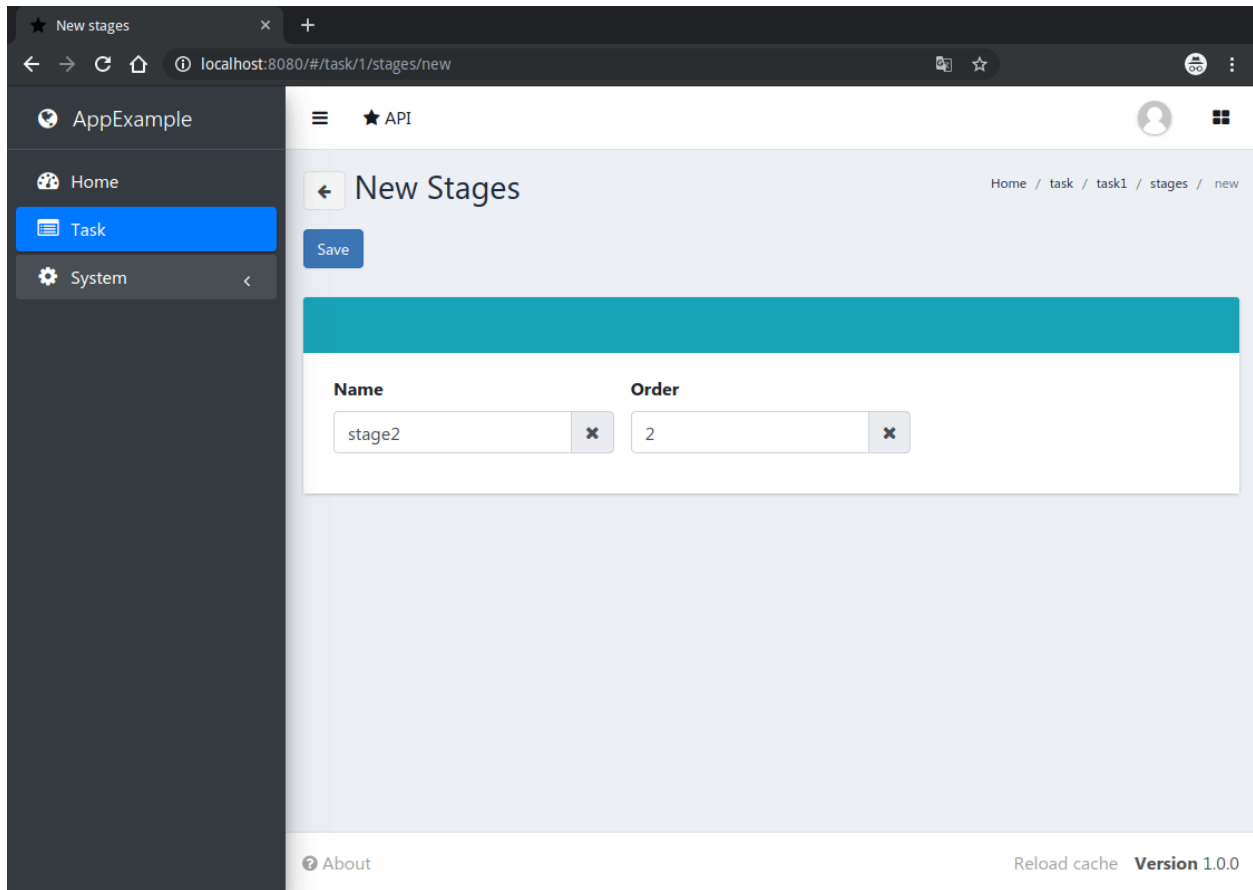 New stages
localhost:8080/#/task/1/stages/new
AppExample
API
Home
Task
System
New Stages
Home / task / task1 / stages / new
Save
Name
Order
stage2
2
About
Reload cache Version 1.0.0